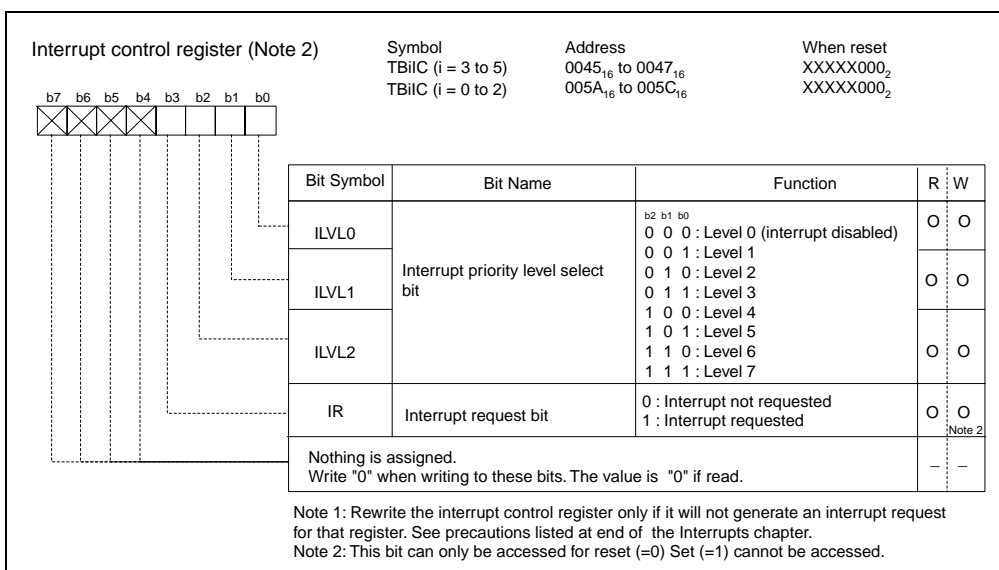 Interrupt control register (Note 2)
Symbol Address When reset
TBiIC (i = 3 to 5) 0045₁₆ to 0047₁₆ XXXXX000₂
TBiIC (i = 0 to 2) 005A₁₆ to 005C₁₆ XXXXX000₂
b7 b6 b5 b4 b3 b2 b1 b0
Bit Symbol Bit Name Function R W
ILVL0
ILVL1
ILVL2
Interrupt priority level select
bit
b2 b1 b0
0 0 0 : Level 0 (interrupt disabled)
0 0 1 : Level 1
0 1 0 : Level 2
0 1 1 : Level 3
1 0 0 : Level 4
1 0 1 : Level 5
1 1 0 : Level 6
1 1 1 : Level 7
O O
O O
O O
IR
Interrupt request bit
0 : Interrupt not requested
1 : Interrupt requested
O O
Note 2
Nothing is assigned.
Write "0" when writing to these bits. The value is "0" if read.
– –
Note 1: Rewrite the interrupt control register only if it will not generate an interrupt request
for that register. See precautions listed at end of the Interrupts chapter.
Note 2: This bit can only be accessed for reset (=0) Set (=1) cannot be accessed.